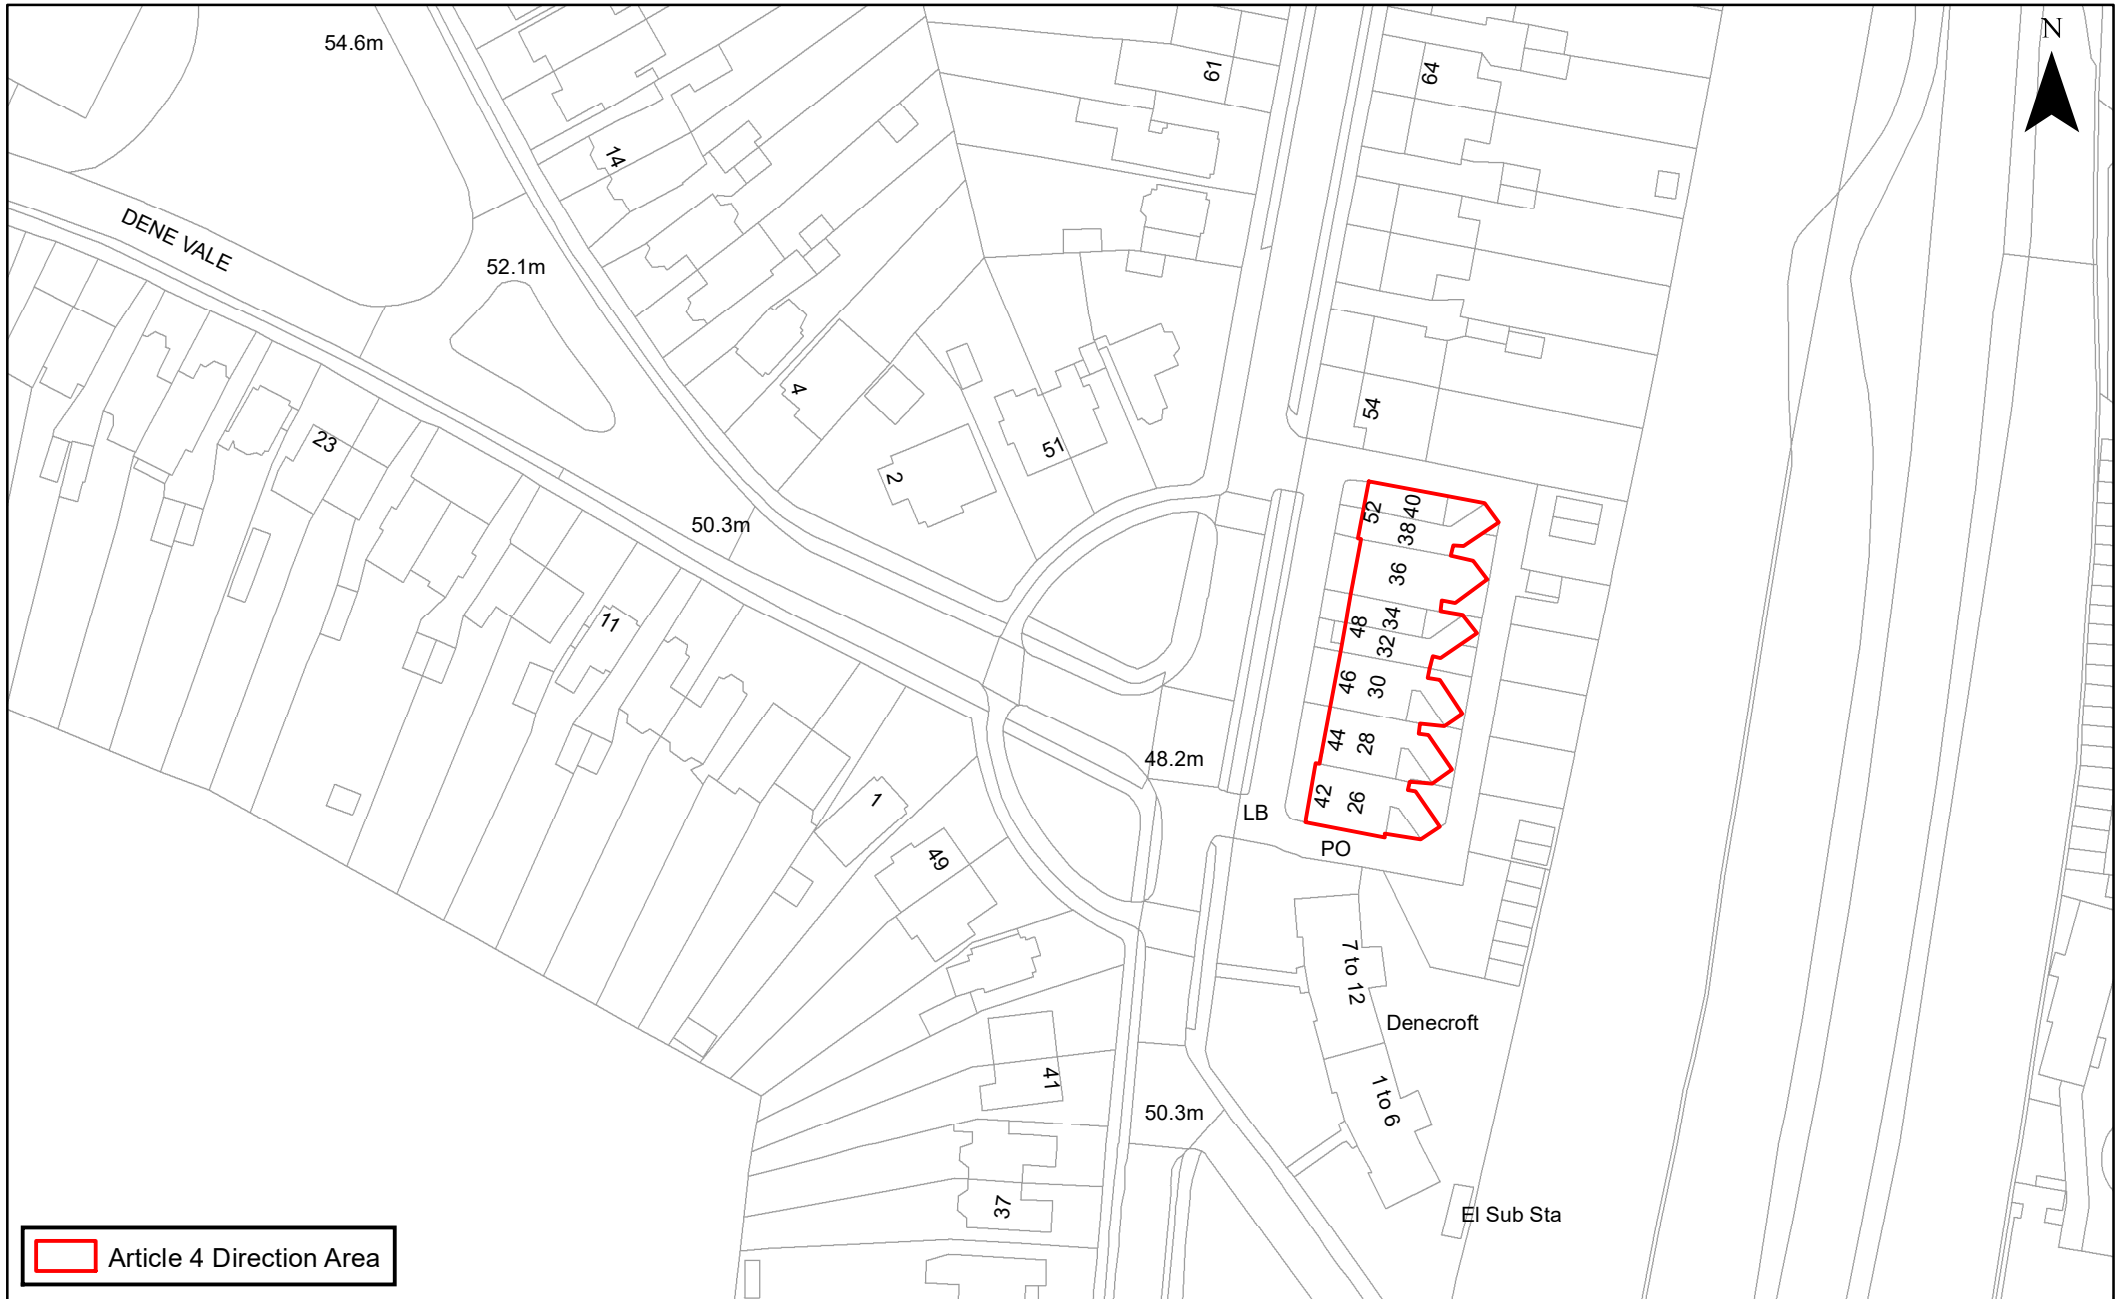 54.6m
N
61
64
14
DENE VALE
52.1m
4
54
23
51
2
52
40
38
50.3m
36
11
48
34
32
46
30
44
28
48.2m
1
42
26
LB
PO
49
7 to 12
Denecroft
41
1 to 6
50.3m
37
El Sub Sta
Article 4 Direction Area